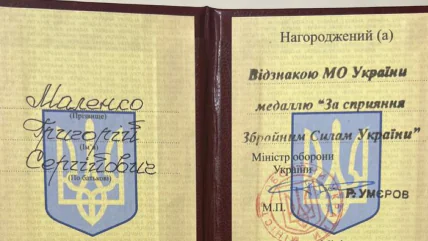 Маленко
(Прізвище)
Григорій
(Ім'я)
Сергійович
(По батькові)
Нагороджений (а)
Відзнакою МО України
медаллю "За сприяння
Збройним Силам України"
Міністр оборони
України
Р. УМЄРОВ
М.П.